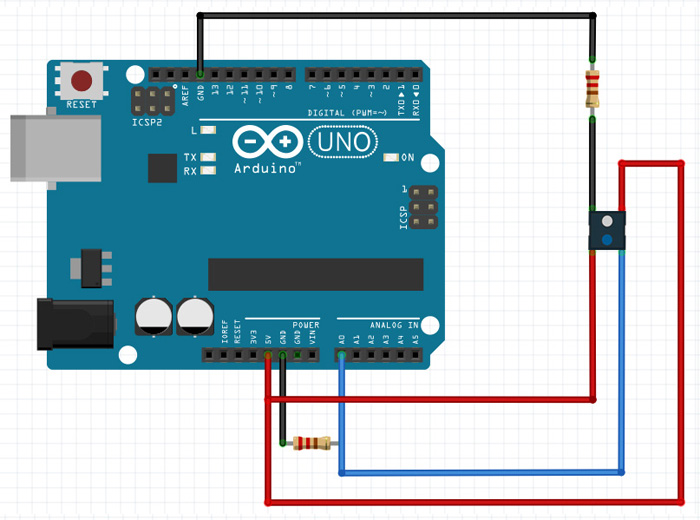 RESET
ICSP2
AREF
GND
13
12
~11
~10
~9
8
7
~6
~5
4
~3
2
TXD▶1
RXD◀0
DIGITAL (PWM=~)
L
TX
RX
UNO
Arduino™
ON
1
ICSP
POWER
ANALOG IN
IOREF
RESET
3V3
5V
GND
GND
VIN
A0
A1
A2
A3
A4
A5